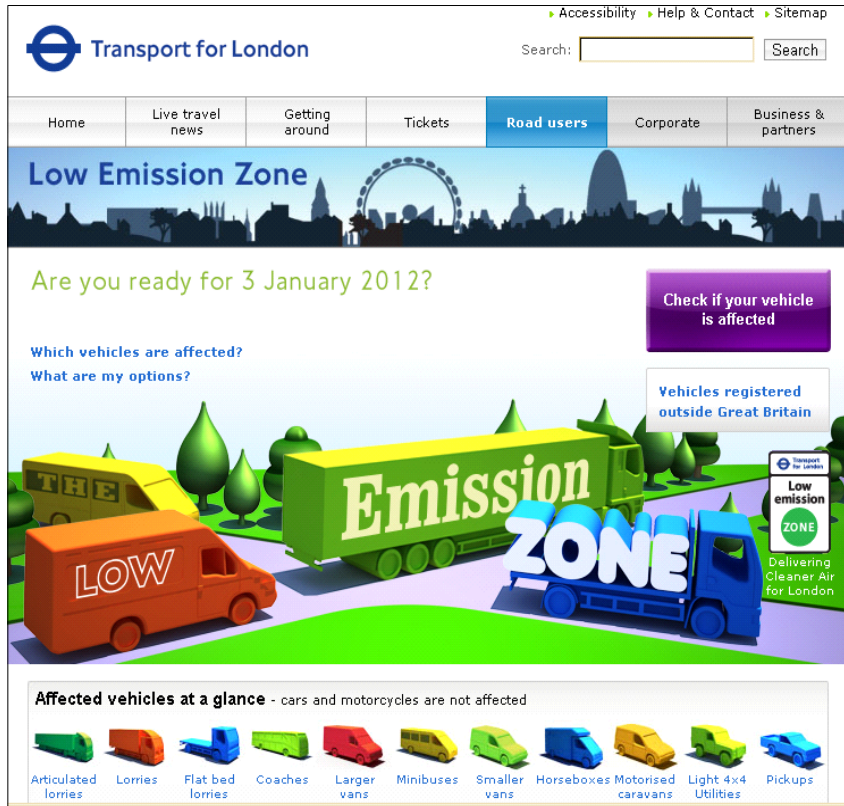 Accessibility Help & Contact Sitemap
Transport for London
Search: Search
Home Live travel news Getting around Tickets Road users Corporate Business & partners
Low Emission Zone
Are you ready for 3 January 2012?
Check if your vehicle
is affected
Which vehicles are affected?
What are my options?
Vehicles registered
outside Great Britain
THE
LOW
Emission
ZONE
Transport
for London
Low
emission
ZONE
Delivering
Cleaner Air
for London
Affected vehicles at a glance - cars and motorcycles are not affected
Articulated lorries
Lorries
Flat bed lorries
Coaches
Larger vans
Minibuses
Smaller vans
Horseboxes
Motorised caravans
Light 4x4 Utilities
Pickups